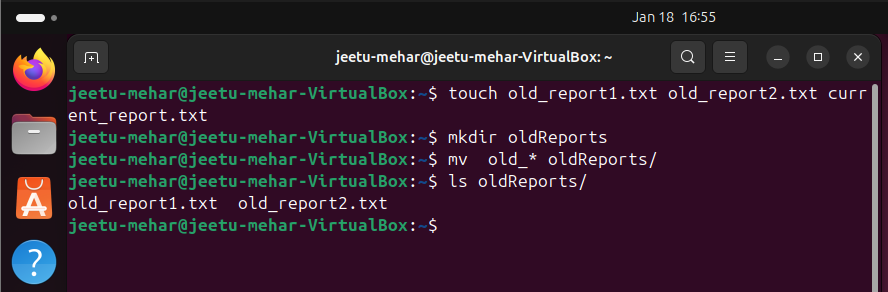 Jan 18 16:55
jeetu-mehar@jeetu-mehar-VirtualBox: ~
jeetu-mehar@jeetu-mehar-VirtualBox:~$ touch old_report1.txt old_report2.txt curr
ent_report.txt
jeetu-mehar@jeetu-mehar-VirtualBox:~$ mkdir oldReports
jeetu-mehar@jeetu-mehar-VirtualBox:~$ mv  old_* oldReports/
jeetu-mehar@jeetu-mehar-VirtualBox:~$ ls oldReports/
old_report1.txt  old_report2.txt
jeetu-mehar@jeetu-mehar-VirtualBox:~$